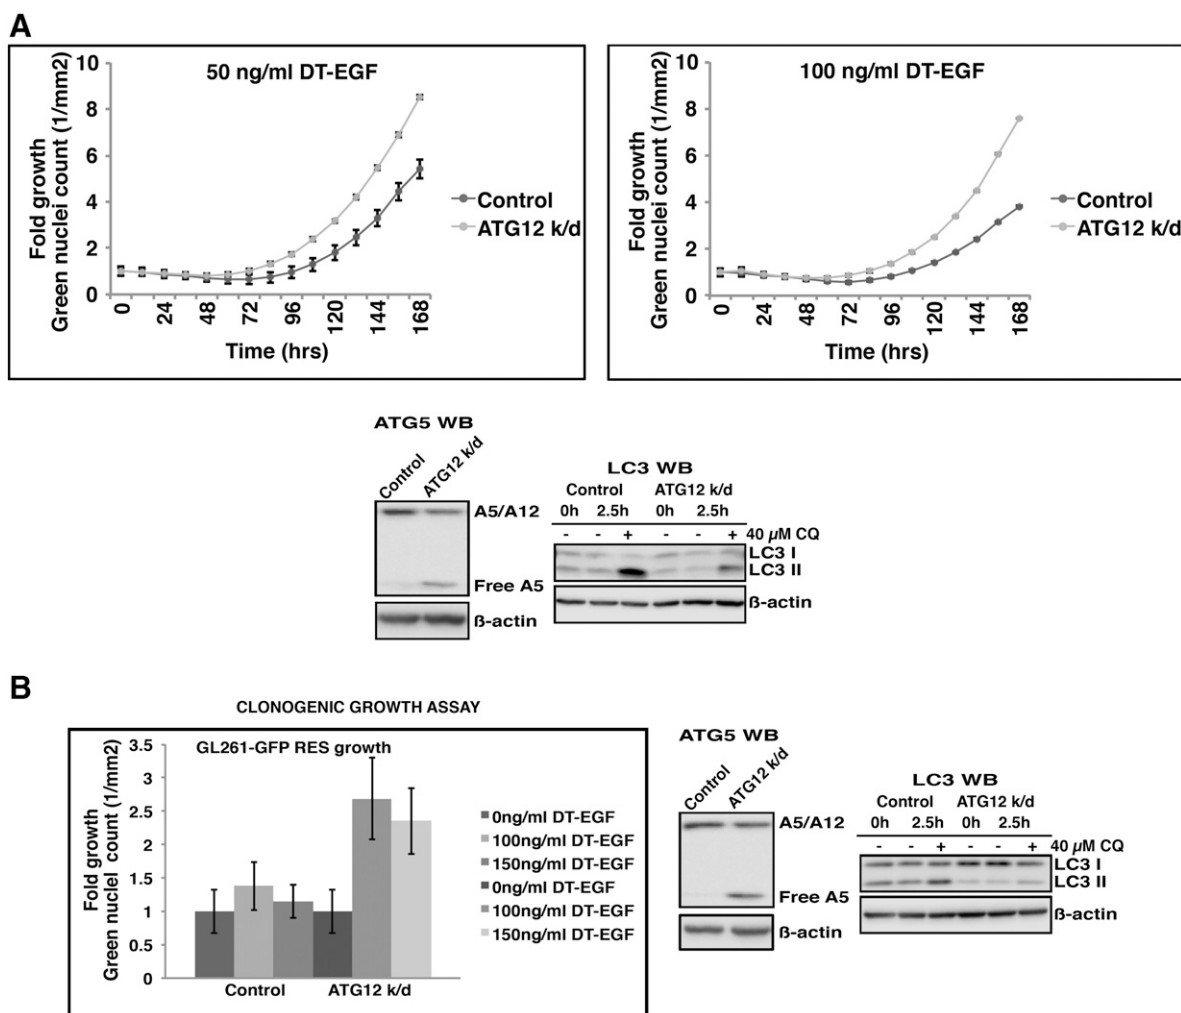 A
50 ng/ml DT-EGF
Fold growth
Green nuclei count (1/mm2)
10
8
6
4
2
0
0
24
48
72
96
120
144
168
Time (hrs)
Control
ATG12 k/d
100 ng/ml DT-EGF
Fold growth
Green nuclei count (1/mm2)
10
8
6
4
2
0
0
24
48
72
96
120
144
168
Time (hrs)
Control
ATG12 k/d
ATG5 WB
Control
ATG12 k/d
A5/A12
Free A5
ß-actin
LC3 WB
Control ATG12 k/d
0h 2.5h 0h 2.5h
- - + - - + 40 µM CQ
LC3 I
LC3 II
ß-actin
B
CLONOGENIC GROWTH ASSAY
GL261-GFP RES growth
Fold growth
Green nuclei count (1/mm2)
3.5
3
2.5
2
1.5
1
0.5
0
Control ATG12 k/d
0ng/ml DT-EGF
100ng/ml DT-EGF
150ng/ml DT-EGF
0ng/ml DT-EGF
100ng/ml DT-EGF
150ng/ml DT-EGF
ATG5 WB
Control
ATG12 k/d
A5/A12
Free A5
ß-actin
LC3 WB
Control ATG12 k/d
0h 2.5h 0h 2.5h
- - + - - + 40 µM CQ
LC3 I
LC3 II
ß-actin